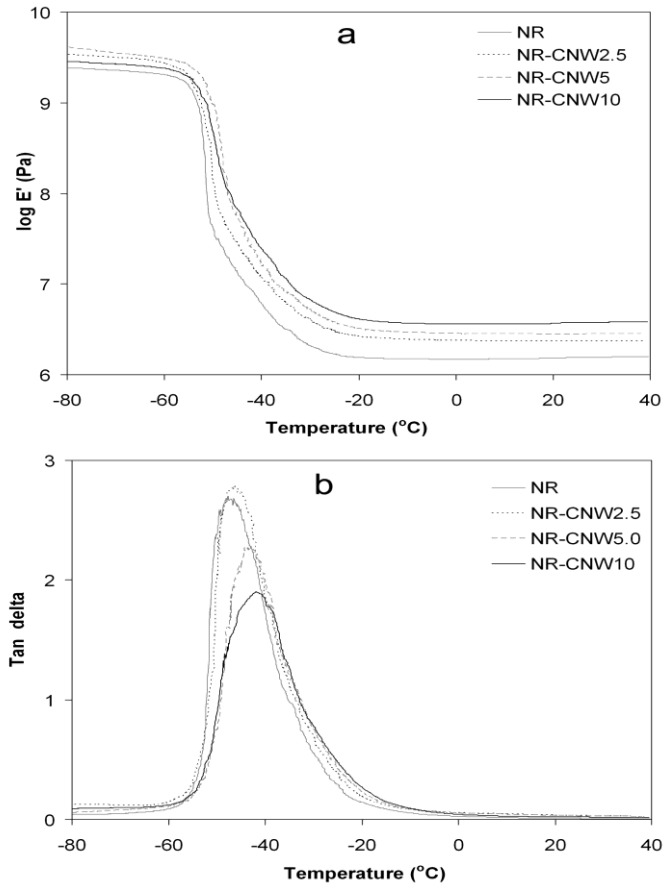 a
NR
NR-CNW2.5
NR-CNW5
NR-CNW10
log E' (Pa)
10
9
8
7
6
-80 -60 -40 -20 0 20 40
Temperature (°C)
b
NR
NR-CNW2.5
NR-CNW5.0
NR-CNW10
Tan delta
3
2
1
0
-80 -60 -40 -20 0 20 40
Temperature (°C)